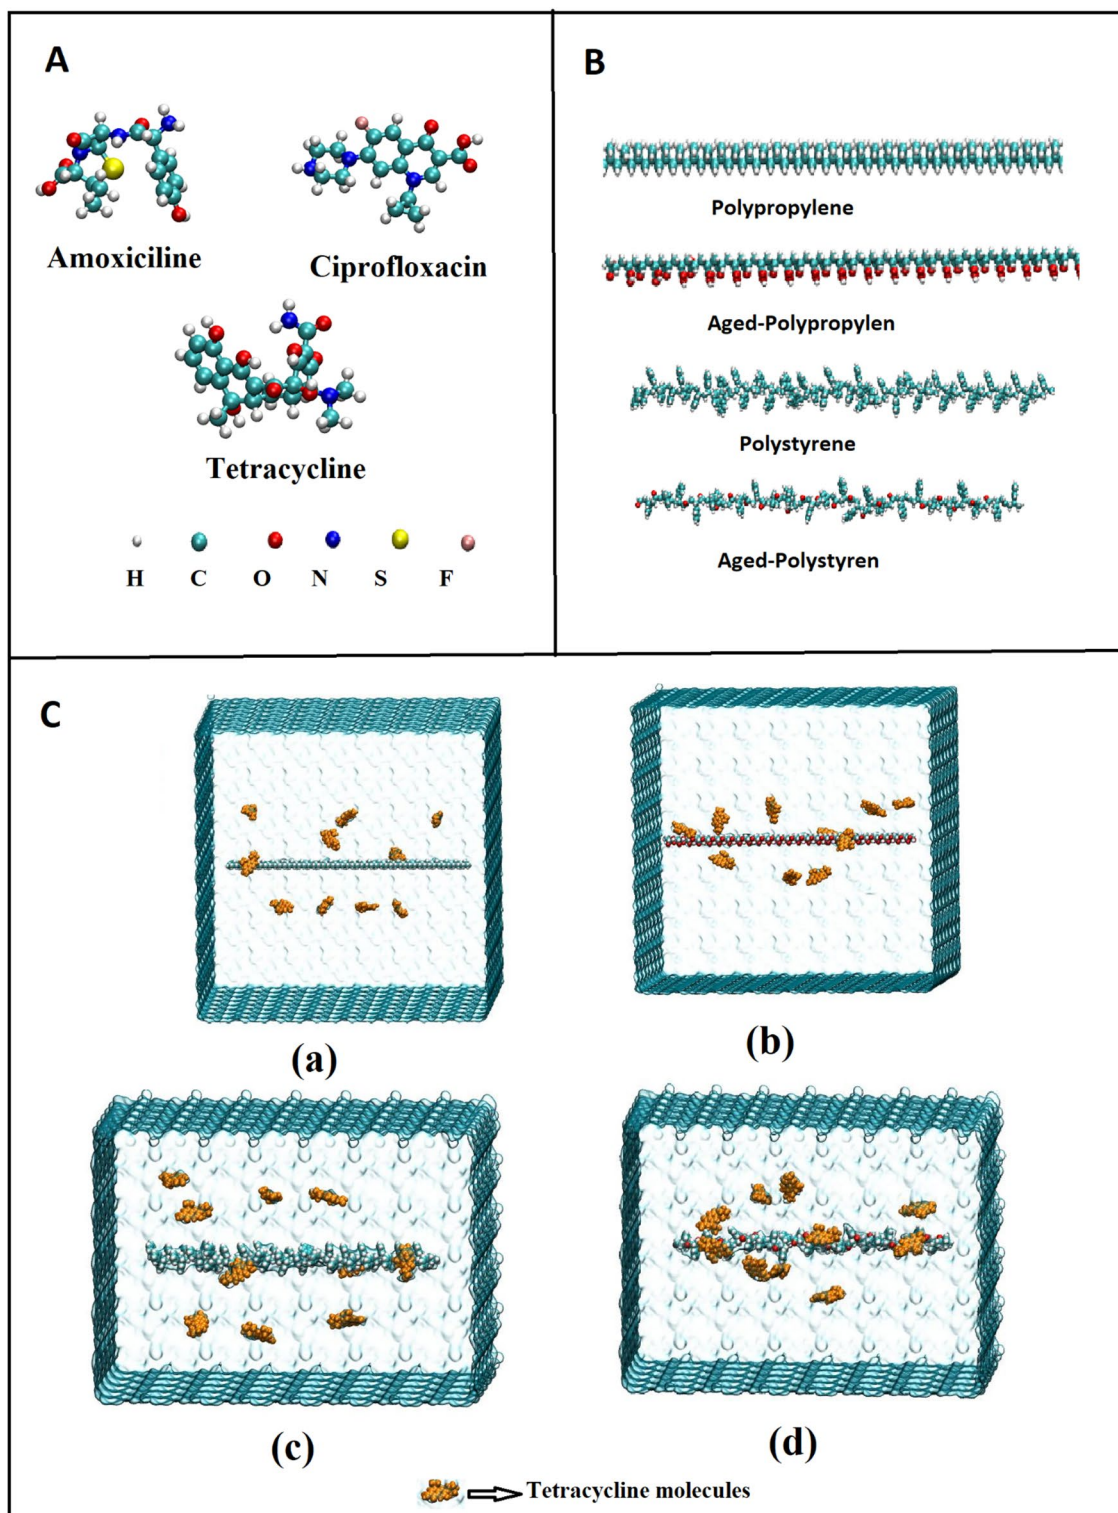 A
Amoxiciline
Ciprofloxacin
Tetracycline
H C O N S F
B
Polypropylene
Aged-Polypropylen
Polystyrene
Aged-Polystyren
C
(a)
(b)
(c)
(d)
Tetracycline molecules